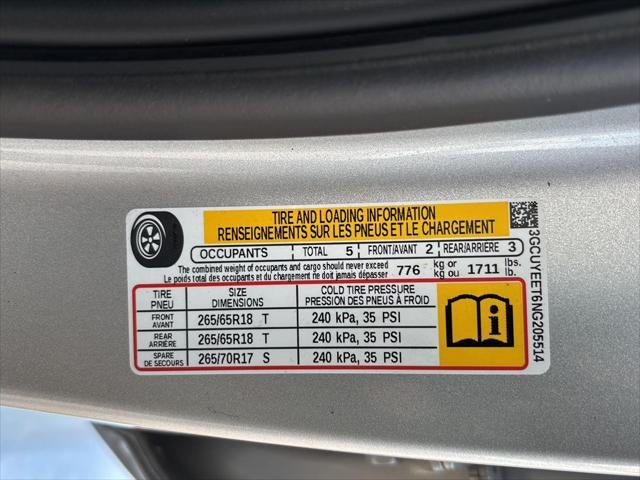 TIRE AND LOADING INFORMATION
RENSEIGNEMENTS SUR LES PNEUS ET LE CHARGEMENT
OCCUPANTS TOTAL 5 FRONT/AVANT 2 REAR/ARRIÈRE 3
The combined weight of occupants and cargo should never exceed 776 kg or 1711 lbs.
Le poids total des occupants et du chargement ne doit jamais dépasser kg ou lb.
TIRE SIZE COLD TIRE PRESSURE
PNEU DIMENSIONS PRESSION DES PNEUS À FROID
FRONT
AVANT 265/65R18 T 240 kPa, 35 PSI
REAR
ARRIÈRE 265/65R18 T 240 kPa, 35 PSI
SPARE
DE SECOURS 265/70R17 S 240 kPa, 35 PSI
3GCUYEET6NG205514